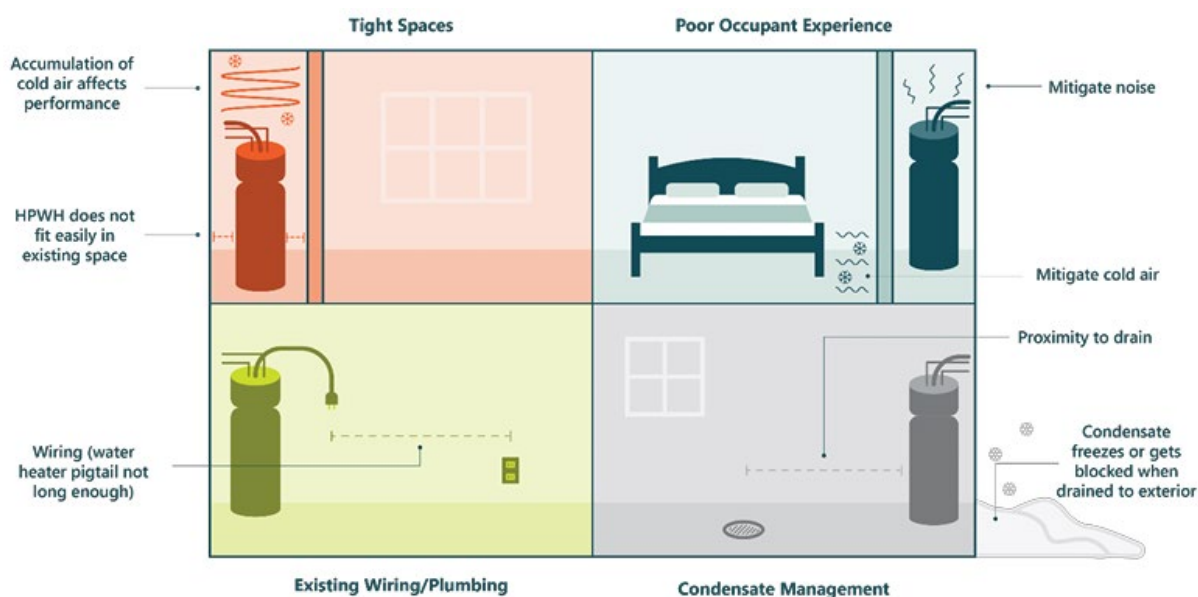 Tight Spaces
Poor Occupant Experience
Accumulation of
cold air affects
performance
Mitigate noise
HPWH does not
fit easily in
existing space
Mitigate cold air
Proximity to drain
Wiring (water
heater pigtail not
long enough)
Condensate
freezes or gets
blocked when
drained to exterior
Existing Wiring/Plumbing
Condensate Management